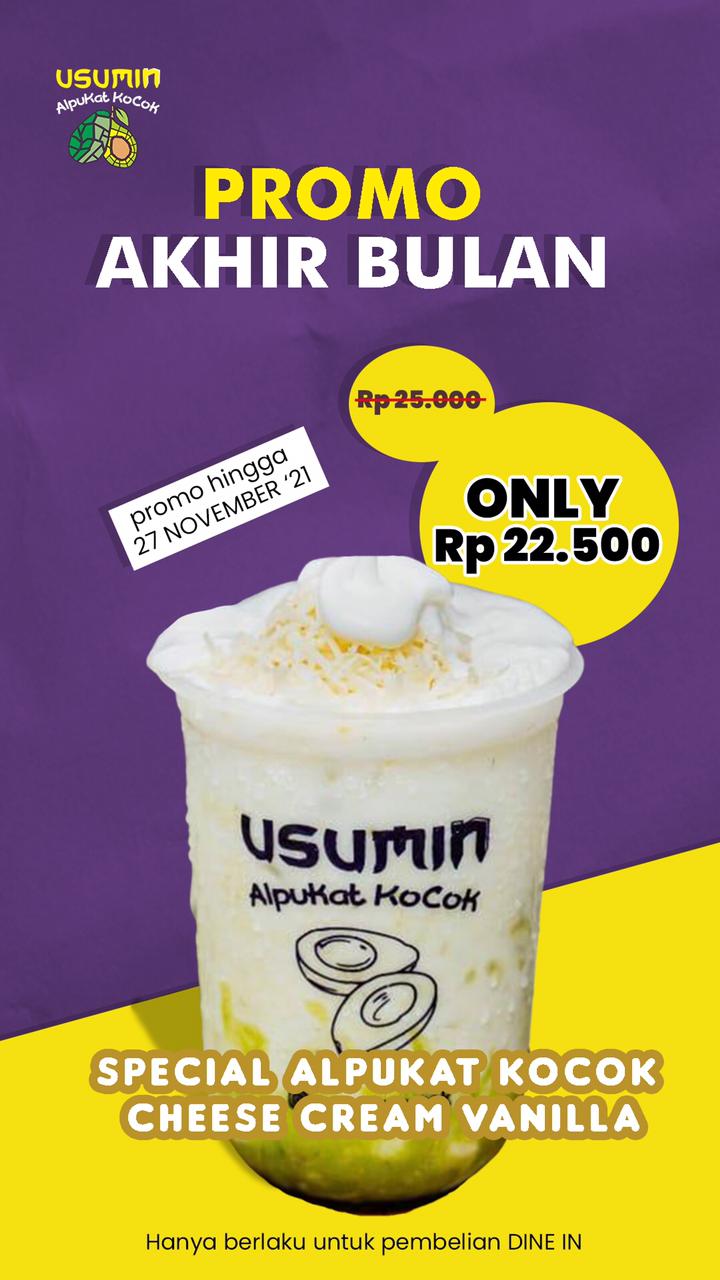 USUMIN
AlpuKat KoCoK
PROMO
AKHIR BULAN
Rp 25.000
promo hingga
27 NOVEMBER ‘21
ONLY
Rp 22.500
USUMIN
AlpuKat KoCoK
SPECIAL ALPUKAT KOCOK
CHEESE CREAM VANILLA
Hanya berlaku untuk pembelian DINE IN